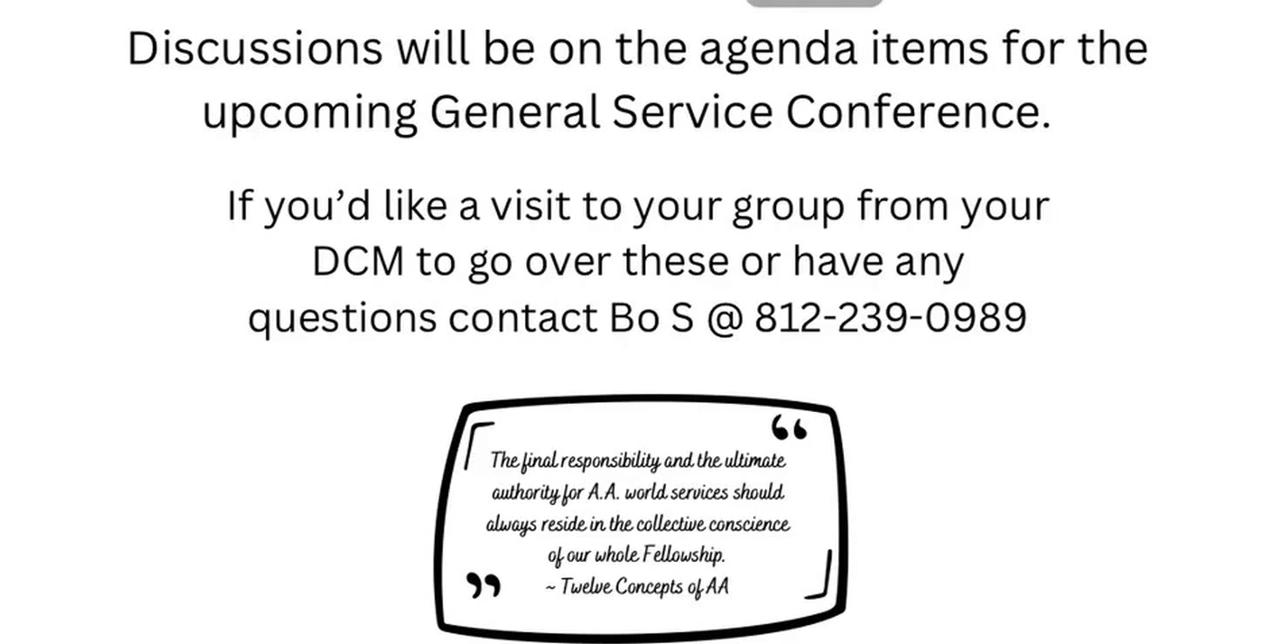 Discussions will be on the agenda items for the
upcoming General Service Conference.
If you’d like a visit to your group from your
DCM to go over these or have any
questions contact Bo S @ 812-239-0989
“
The final responsibility and the ultimate
authority for A.A. world services should
always reside in the collective conscience
of our whole Fellowship.
~ Twelve Concepts of AA
”